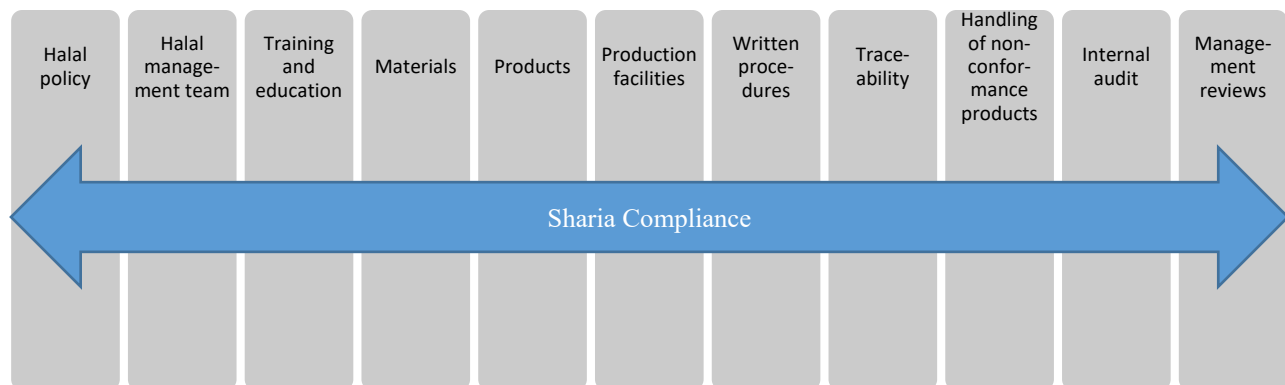 Halal
policy
Halal
manage-
ment team
Training
and
education
Materials
Products
Production
facilities
Written
proce-
dures
Trace-
ability
Handling
of non-
confor-
mance
products
Internal
audit
Manage-
ment
reviews
Sharia Compliance